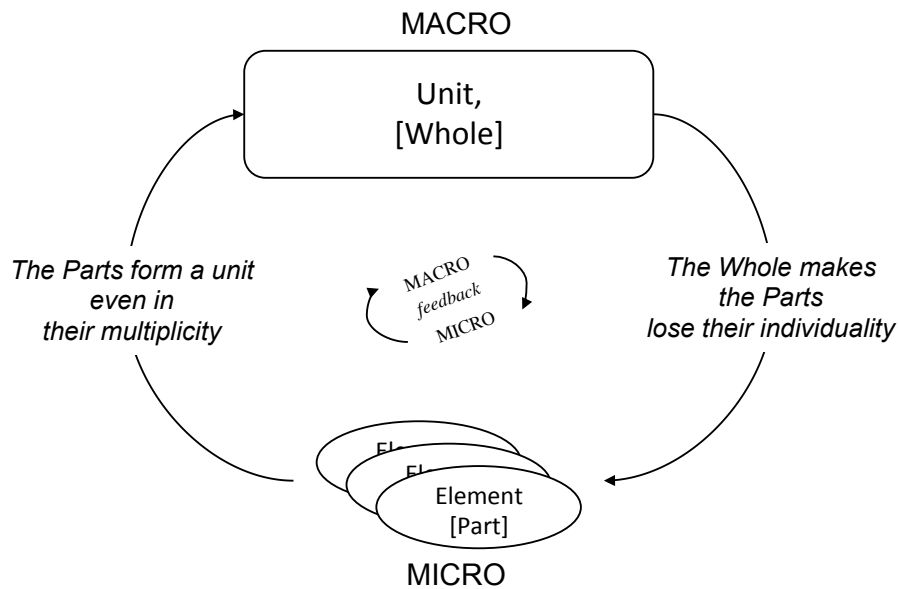 MACRO
Unit,
[Whole]
The Parts form a unit
even in
their multiplicity
MACRO
feedback
MICRO
The Whole makes
the Parts
lose their individuality
Element
[Part]
MICRO